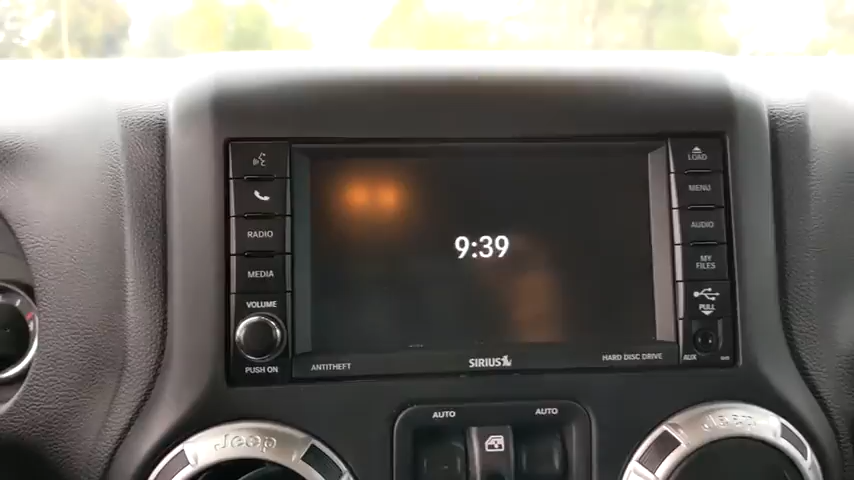 LOAD
MENU
RADIO
AUDIO
9:39
MEDIA
MY
FILES
VOLUME
PULL
PUSH ON
ANTITHEFT
SIRIUS
HARD DISC DRIVE
AUX
AUTO
AUTO
Jeep
Jeep